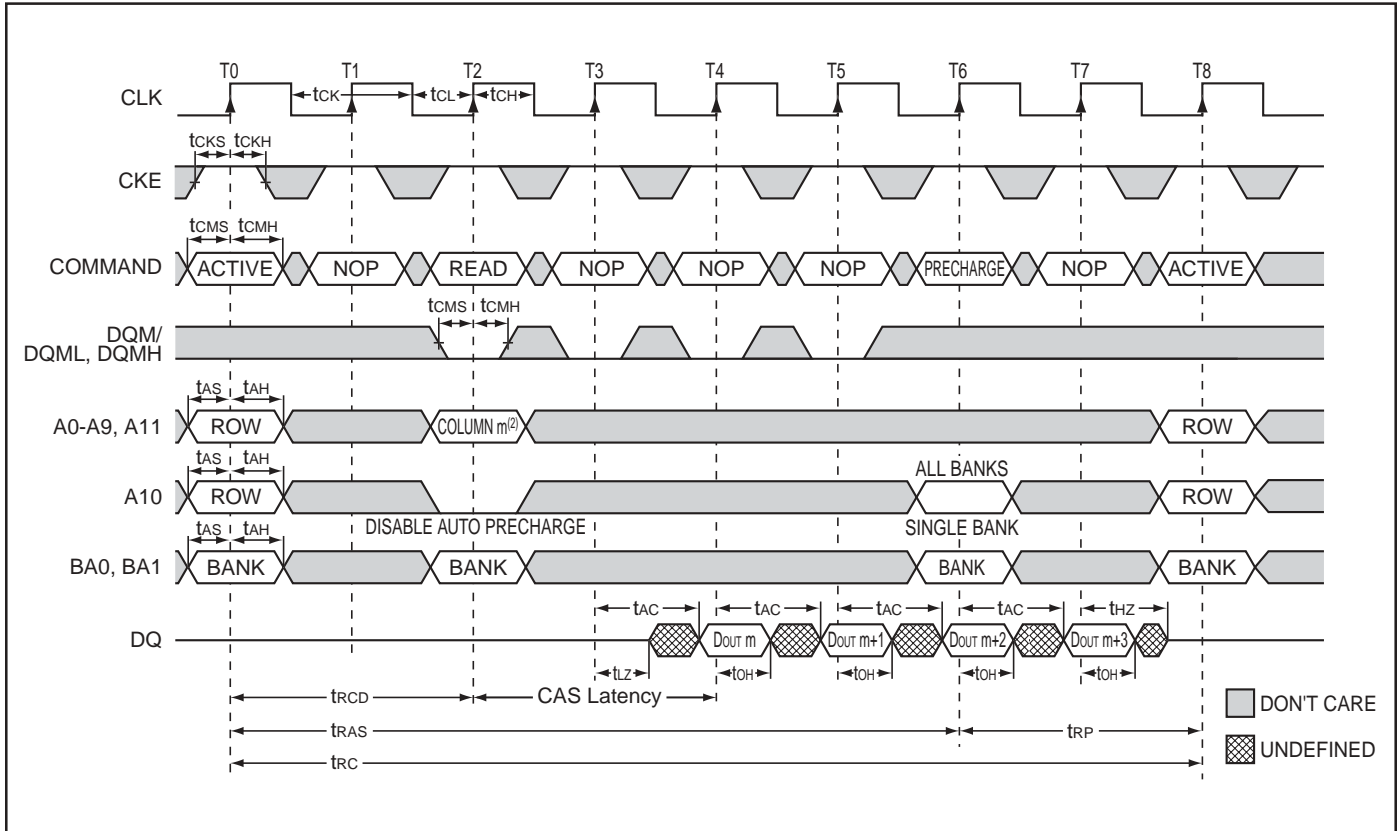 T0 T1 T2 T3 T4 T5 T6 T7 T8
CLK
tCK tCL tCH
tCKS tCKH
CKE
tCMS tCMH
COMMAND ACTIVE NOP READ NOP NOP NOP PRECHARGE NOP ACTIVE
tCMS tCMH
DQM/
DQML, DQMH
tAS tAH
A0-A9, A11 ROW COLUMN m(2) ROW
tAS tAH ALL BANKS
A10 ROW ROW
DISABLE AUTO PRECHARGE SINGLE BANK
tAS tAH
BA0, BA1 BANK BANK BANK BANK
tAC tAC tAC tAC tHZ
DQ DOUT m DOUT m+1 DOUT m+2 DOUT m+3
tLZ tOH tOH tOH tOH
tRCD CAS Latency
DON'T CARE
tRAS tRP
UNDEFINED
tRC